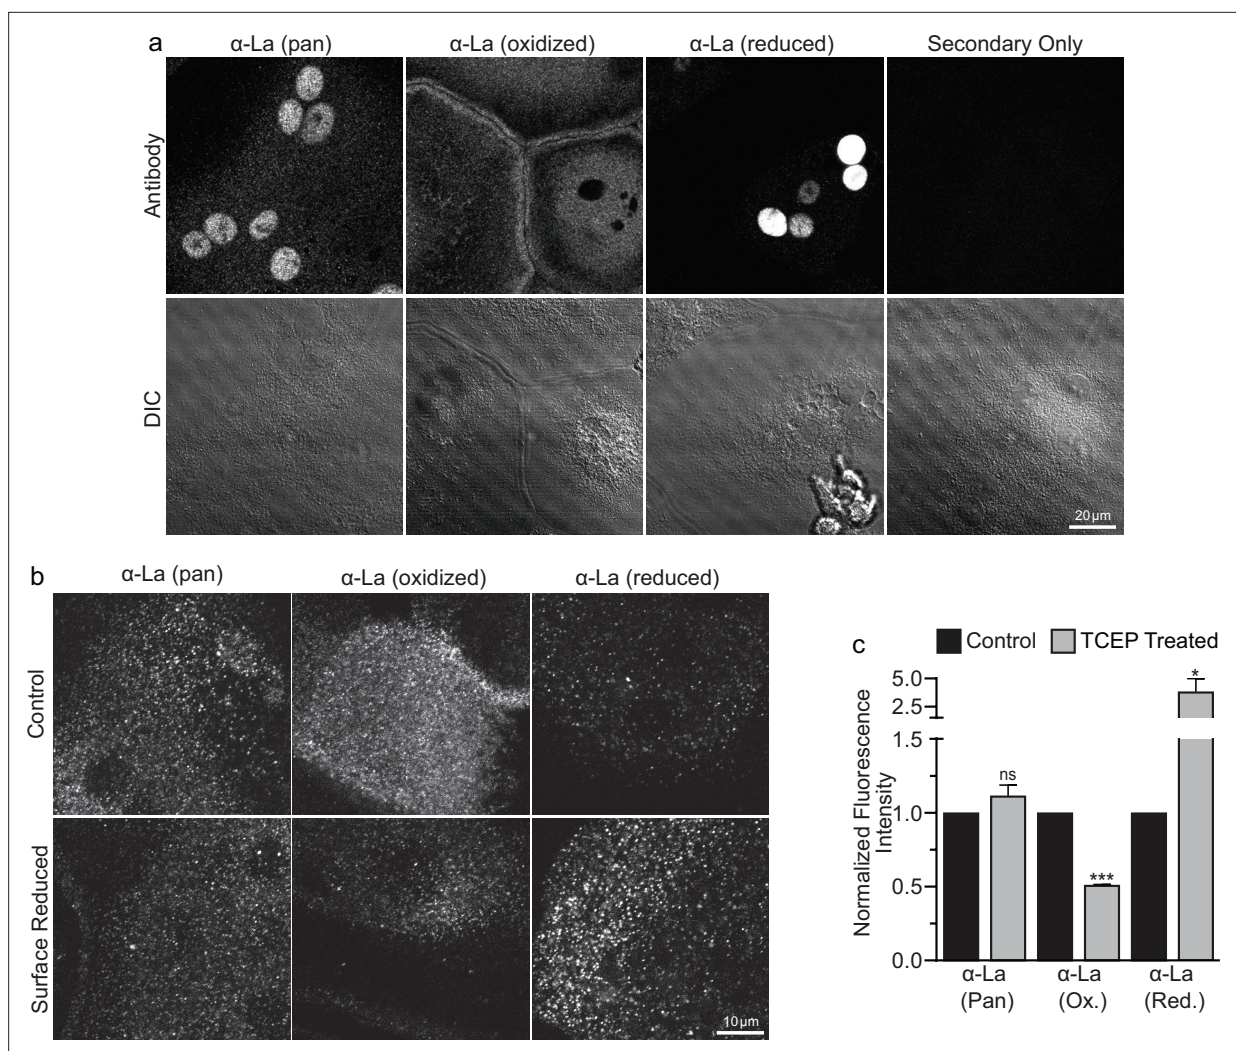 a
α-La (pan) α-La (oxidized) α-La (reduced) Secondary Only
Antibody
DIC
20 µm
b
α-La (pan) α-La (oxidized) α-La (reduced)
Control
Surface Reduced
10 µm
c
Control TCEP Treated
Normalized Fluorescence
Intensity
5.0
2.5
1.5
1.0
0.5
0.0
ns
***
*
α-La α-La α-La
(Pan) (Ox.) (Red.)